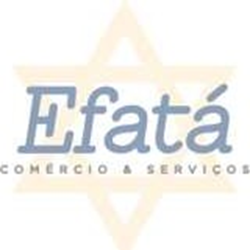 Efatá
COMÉRCIO & SERVIÇOS